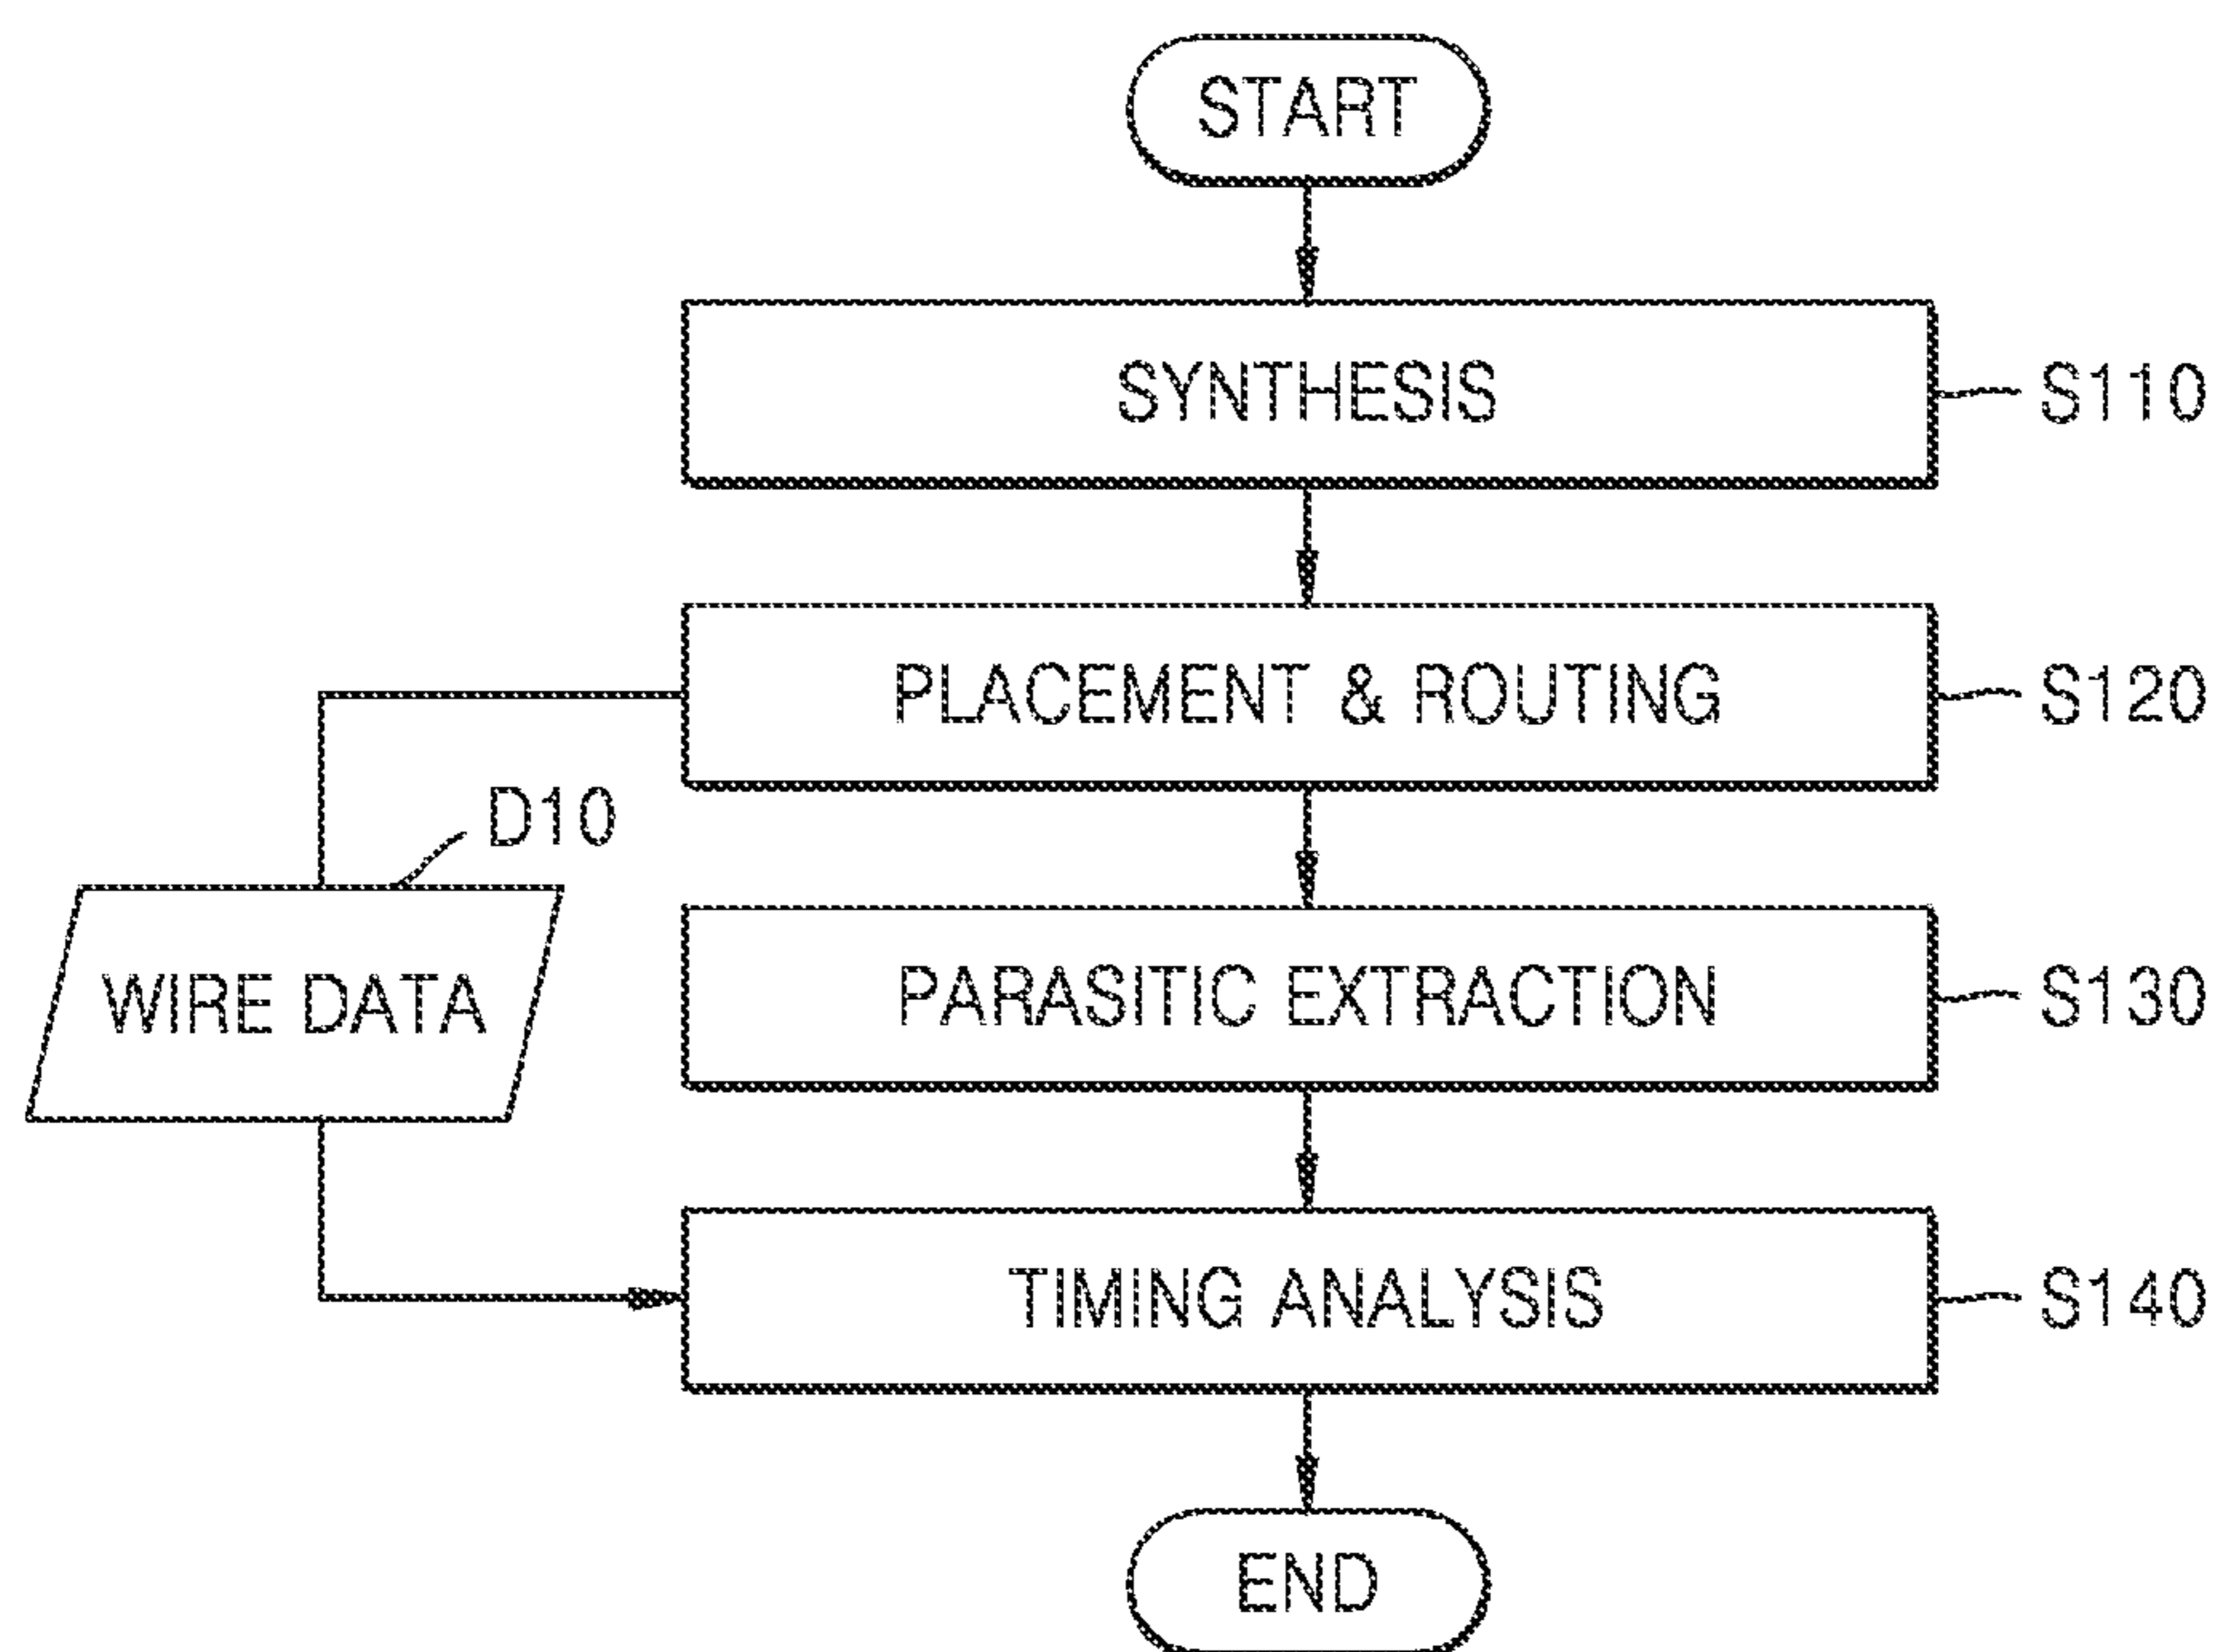 START
SYNTHESIS
S110
PLACEMENT & ROUTING
S120
D10
WIRE DATA
PARASITIC EXTRACTION
S130
TIMING ANALYSIS
S140
END